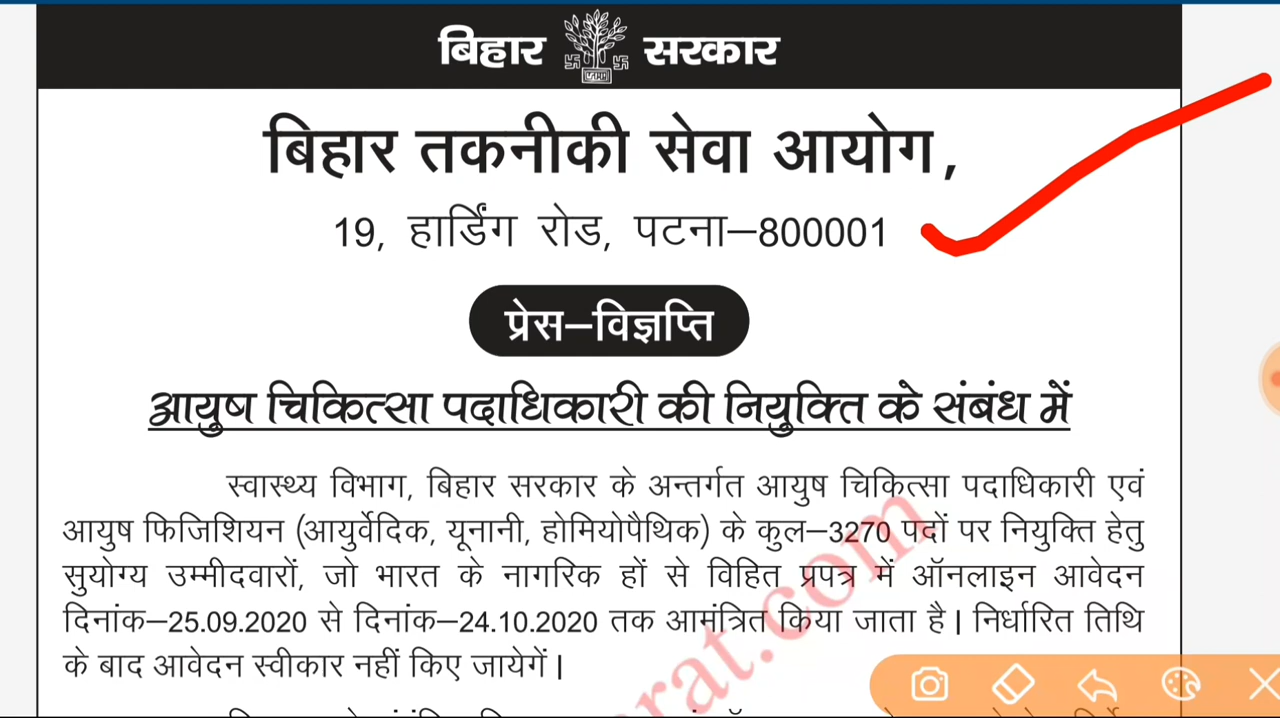 बिहार सरकार
बिहार तकनीकी सेवा आयोग,
19, हार्डिंग रोड, पटना–800001
प्रेस–विज्ञप्ति
आयुष चिकित्सा पदाधिकारी की नियुक्ति के संबंध में
स्वास्थ्य विभाग, बिहार सरकार के अन्तर्गत आयुष चिकित्सा पदाधिकारी एवं
आयुष फिजिशियन (आयुर्वेदिक, यूनानी, होमियोपैथिक) के कुल–3270 पदों पर नियुक्ति हेतु
सुयोग्य उम्मीदवारों, जो भारत के नागरिक हों से विहित प्रपत्र में ऑनलाइन आवेदन
दिनांक–25.09.2020 से दिनांक–24.10.2020 तक आमंत्रित किया जाता है। निर्धारित तिथि
के बाद आवेदन स्वीकार नहीं किए जायेगें।
rat.com